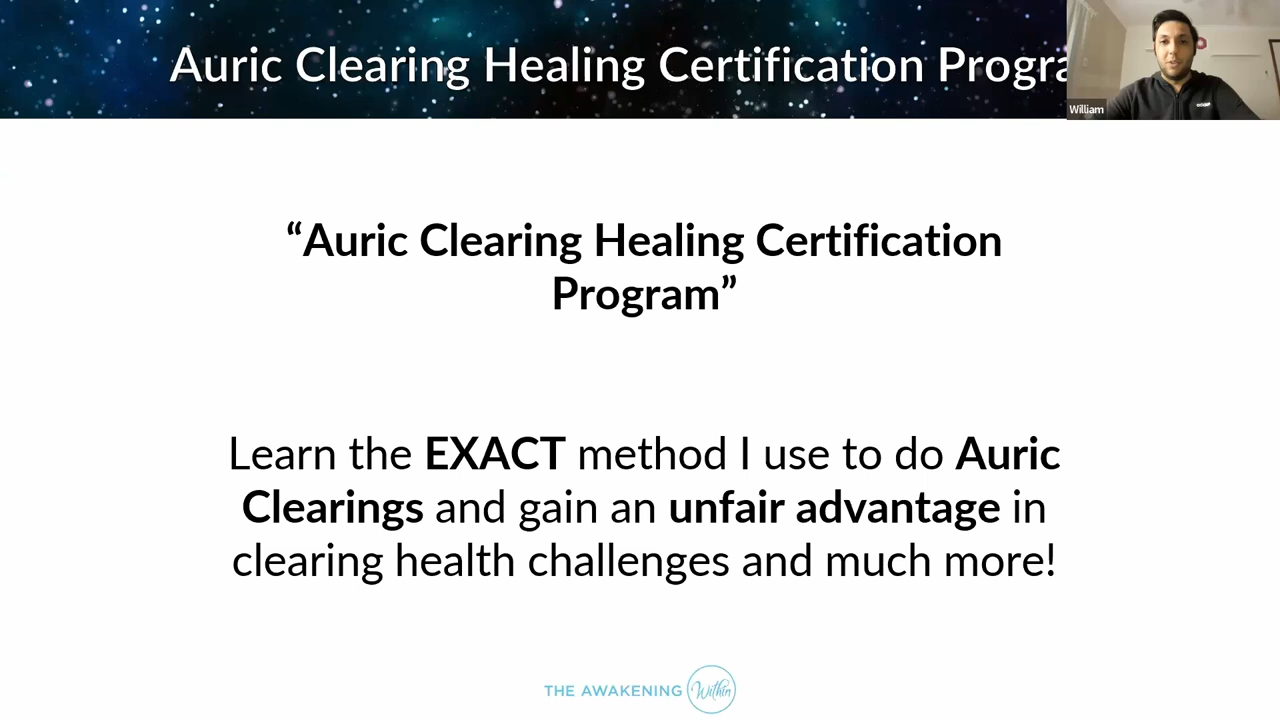 Auric Clearing Healing Certification Progra
William
“Auric Clearing Healing Certification
Program”
Learn the EXACT method I use to do Auric
Clearings and gain an unfair advantage in
clearing health challenges and much more!
THE AWAKENING Within